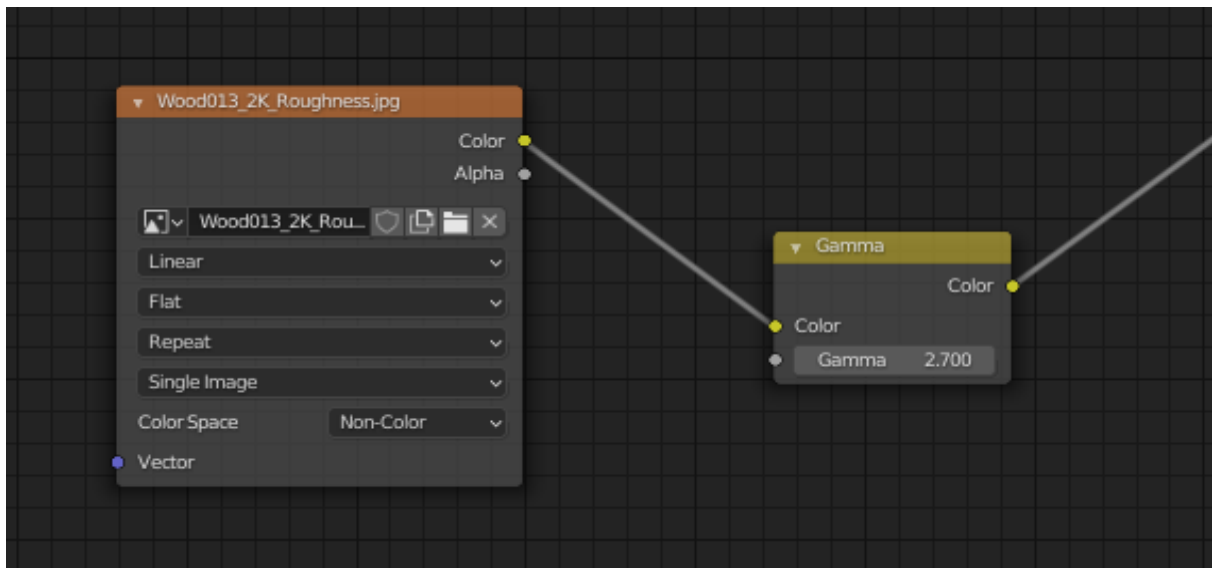 Wood013_2K_Roughness.jpg
Color
Alpha
Wood013_2K_Rou...
Linear
Flat
Repeat
Single Image
Color Space Non-Color
Vector
Gamma
Color
Color
Gamma 2.700